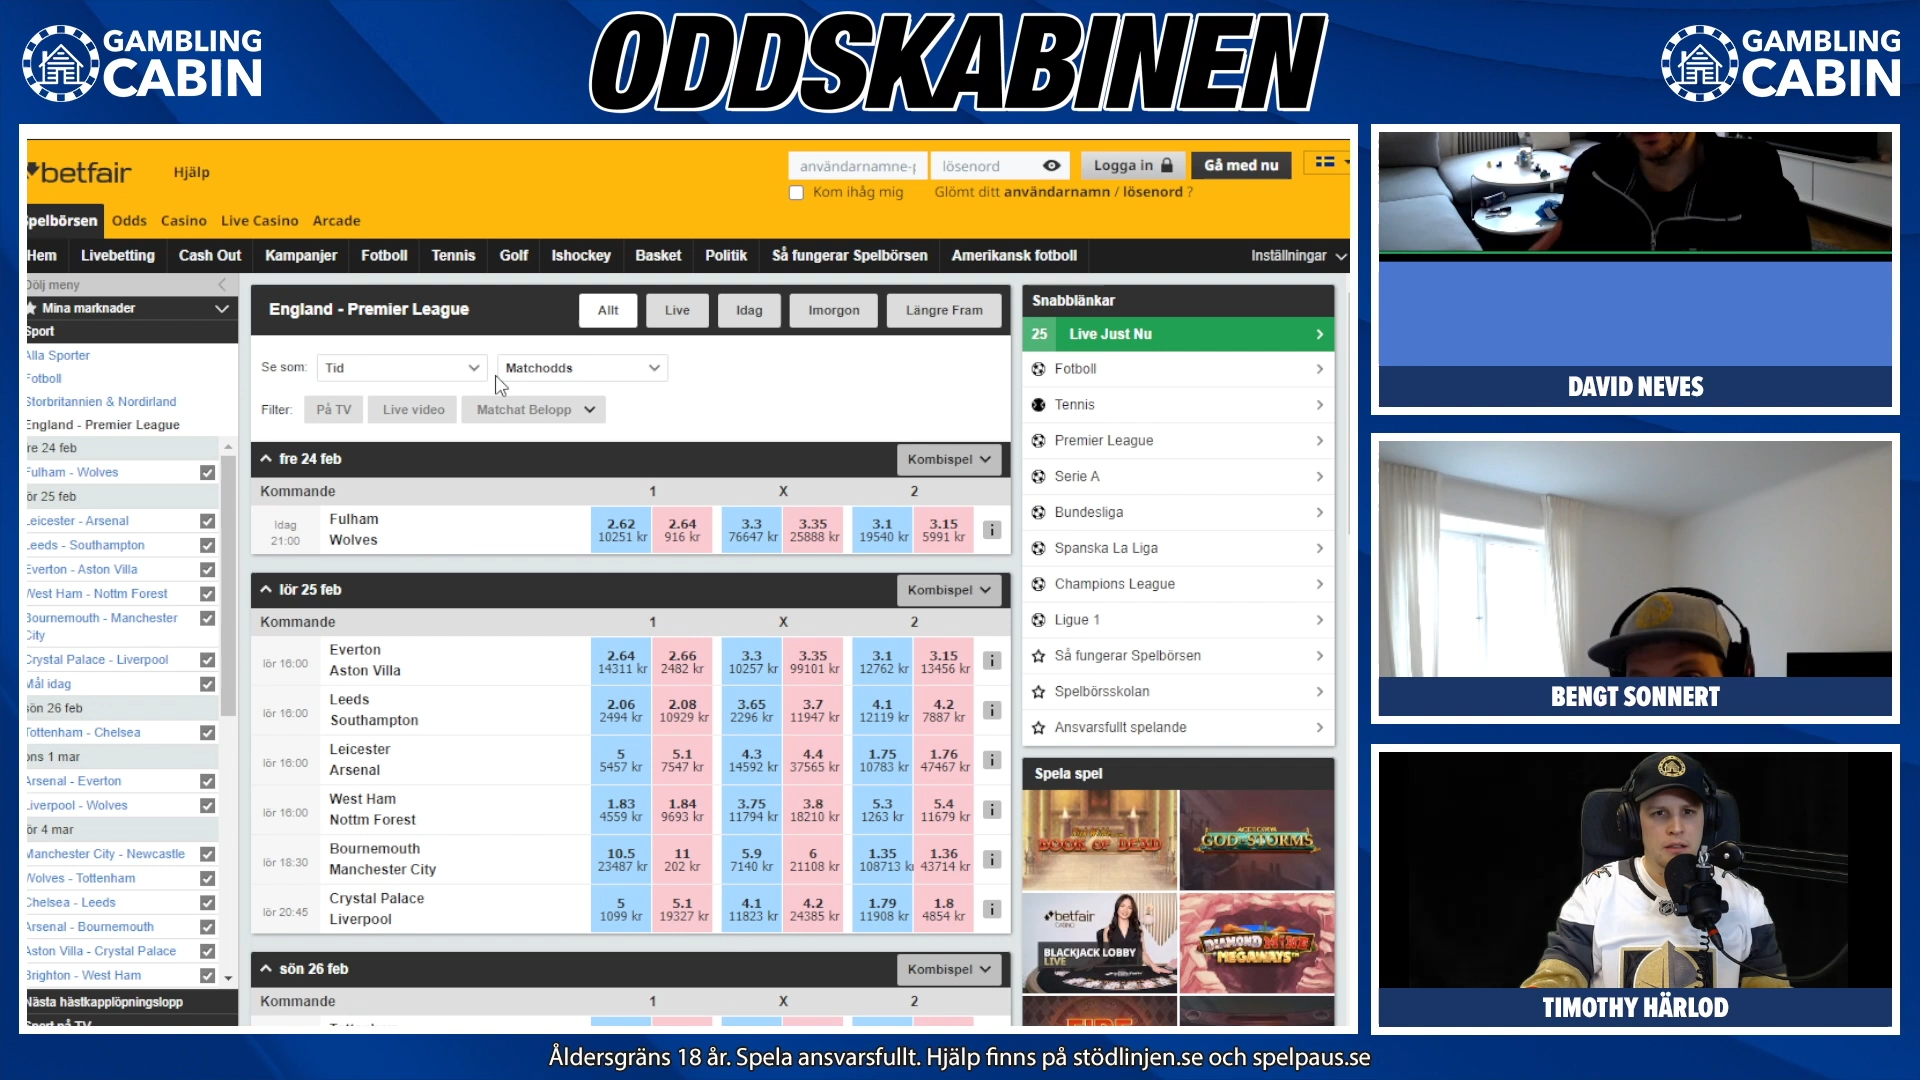 GAMBLING
CABIN
ODDSKABINEN
GAMBLING
CABIN
betfair
Hjälp
användarnamne-
lösenord
Logga in
Gå med nu
Kom ihåg mig
Glömt ditt användarnamn / lösenord ?
pelbörsen
Odds
Casino
Live Casino
Arcade
Hem
Livebetting
Cash Out
Kampanjer
Fotboll
Tennis
Golf
Ishockey
Basket
Politik
Så fungerar Spelbörsen
Amerikansk fotboll
Inställningar
Dölj meny
Mina marknader
Sport
Alla Sporter
Fotboll
Storbritannien & Nordirland
England - Premier League
fre 24 feb
Fulham - Wolves
ör 25 feb
Leicester - Arsenal
Leeds - Southampton
Everton - Aston Villa
West Ham - Nottm Forest
Bournemouth - Manchester
City
Crystal Palace - Liverpool
Mål idag
sön 26 feb
Tottenham - Chelsea
ons 1 mar
Arsenal - Everton
Liverpool - Wolves
ör 4 mar
Manchester City - Newcastle
Wolves - Tottenham
Chelsea - Leeds
Arsenal - Bournemouth
Aston Villa - Crystal Palace
Brighton - West Ham
Nästa hästkapplöpningslopp
Sport på TV
England - Premier League
Allt
Live
Idag
Imorgon
Längre Fram
Se som:
Tid
Matchodds
Filter:
På TV
Live video
Matchat Belopp
fre 24 feb
Kombispel
Kommande
1
X
2
Idag
21:00
Fulham
Wolves
2.62 2.64 3.3 3.35 3.1 3.15
10251 kr 916 kr 76647 kr 25888 kr 19540 kr 5991 kr
lör 25 feb
Kombispel
Kommande
1
X
2
lör 16:00
Everton
Aston Villa
2.64 2.66 3.3 3.35 3.1 3.15
14311 kr 2482 kr 10257 kr 99101 kr 12762 kr 13456 kr
lör 16:00
Leeds
Southampton
2.06 2.08 3.65 3.7 4.1 4.2
2494 kr 10929 kr 2296 kr 11947 kr 12119 kr 7887 kr
lör 16:00
Leicester
Arsenal
5 5.1 4.3 4.4 1.75 1.76
5457 kr 7547 kr 14592 kr 37565 kr 10783 kr 47467 kr
lör 16:00
West Ham
Nottm Forest
1.83 1.84 3.75 3.8 5.3 5.4
4559 kr 9693 kr 11794 kr 18210 kr 1263 kr 11679 kr
lör 18:30
Bournemouth
Manchester City
10.5 11 5.9 6 1.35 1.36
23487 kr 202 kr 7140 kr 21108 kr 108713 kr 43714 kr
lör 20:45
Crystal Palace
Liverpool
5 5.1 4.1 4.2 1.79 1.8
1099 kr 19327 kr 11823 kr 24385 kr 11908 kr 4854 kr
sön 26 feb
Kombispel
Kommande
1
X
2
Snabblänkar
25 Live Just Nu
Fotboll
Tennis
Premier League
Serie A
Bundesliga
Spanska La Liga
Champions League
Ligue 1
Så fungerar Spelbörsen
Spelbörsskolan
Ansvarsfullt spelande
Spela spel
BOOK OF DEAD
GOD OF STORMS
betfair
CASINO
BLACKJACK LOBBY
LIVE
DIAMOND MINE
MEGAWAYS
FIRE
DAVID NEVES
BENGT SONNERT
TIMOTHY HÄRLOD
Åldersgräns 18 år. Spela ansvarsfullt. Hjälp finns på stödlinjen.se och spelpaus.se